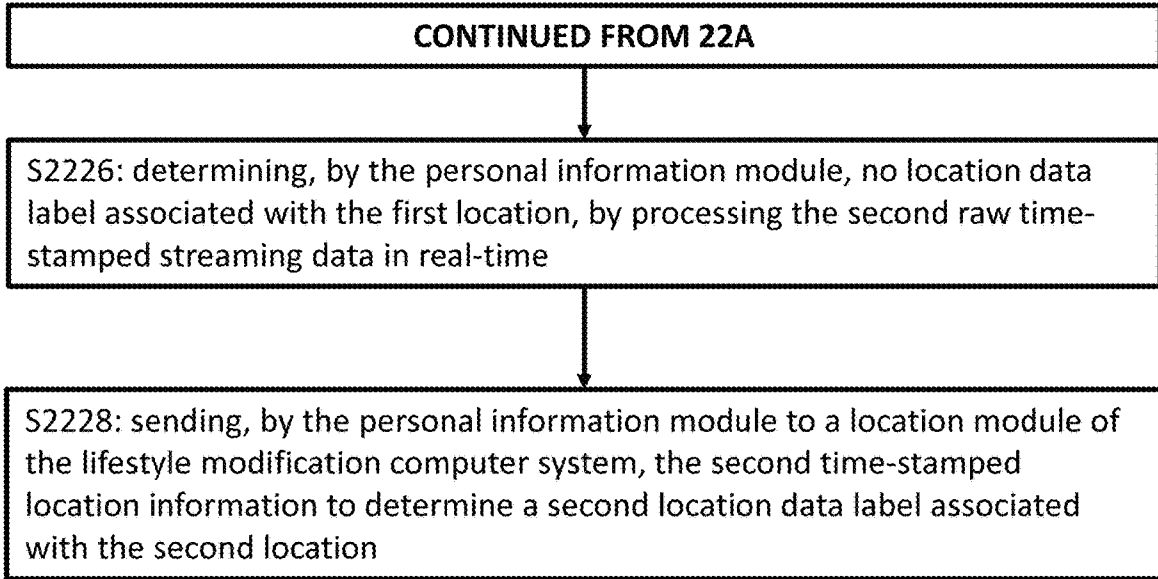 CONTINUED FROM 22A
S2226: determining, by the personal information module, no location data
label associated with the first location, by processing the second raw time-
stamped streaming data in real-time
S2228: sending, by the personal information module to a location module of
the lifestyle modification computer system, the second time-stamped
location information to determine a second location data label associated
with the second location